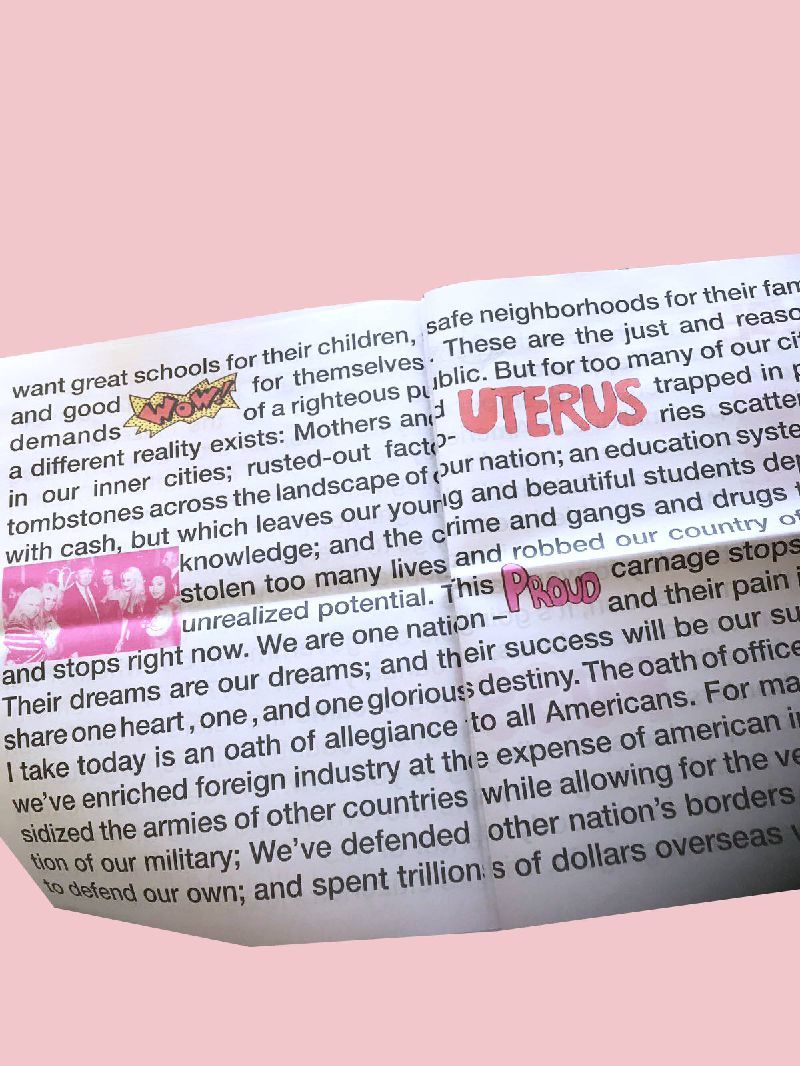 want great schools for their children, safe neighborhoods for their fam
and good WOW! for themselves. These are the just and reaso
demands of a righteous public. But for too many of our cit
a different reality exists: Mothers and UTERUS trapped in p
in our inner cities; rusted-out facto- ries scatter
tombstones across the landscape of our nation; an education syste
with cash, but which leaves our young and beautiful students dep
knowledge; and the crime and gangs and drugs
stolen too many lives and robbed our country of
unrealized potential. This PROUD carnage stops
and stops right now. We are one nation – and their pain i
Their dreams are our dreams; and their success will be our su
share one heart, one, and one glorious destiny. The oath of office
I take today is an oath of allegiance to all Americans. For ma
we've enriched foreign industry at the expense of american in
sidized the armies of other countries while allowing for the ve
tion of our military; We've defended other nation's borders
to defend our own; and spent trillions of dollars overseas